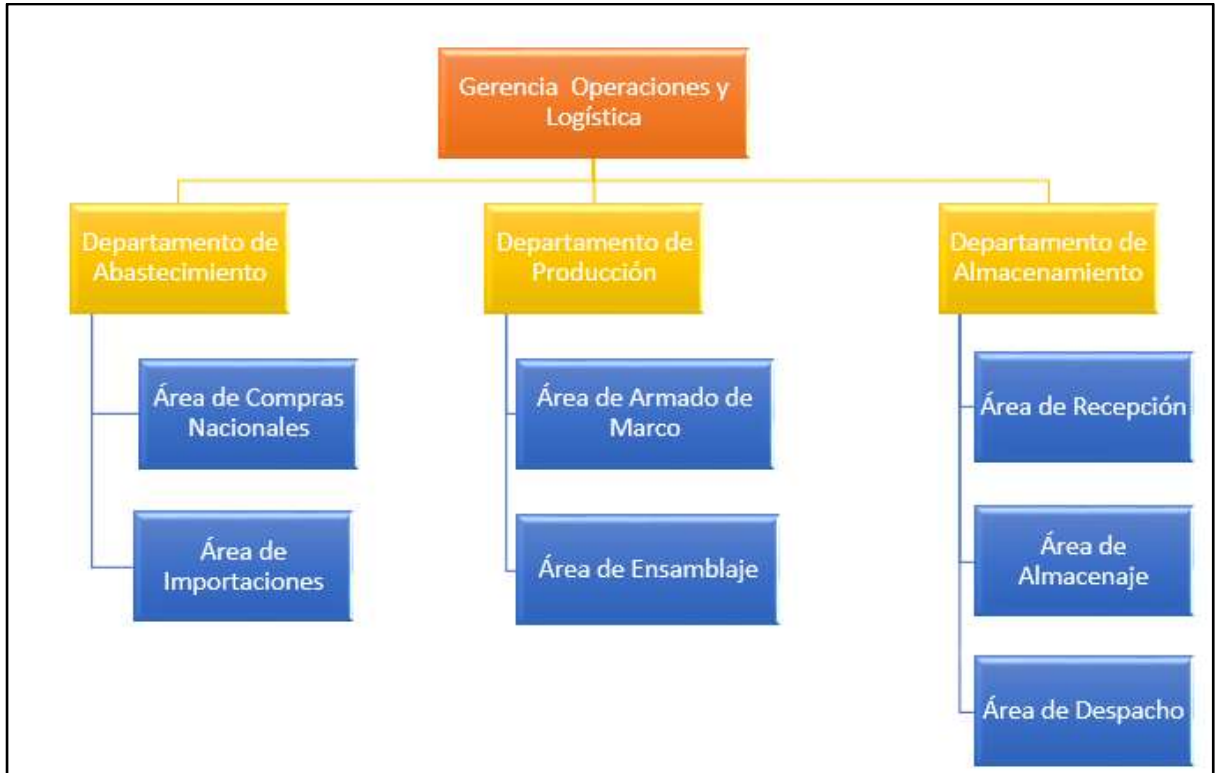 Gerencia Operaciones y
Logística
Departamento de
Abastecimiento
Área de Compras
Nacionales
Área de
Importaciones
Departamento de
Producción
Área de Armado de
Marco
Área de Ensamblaje
Departamento de
Almacenamiento
Área de Recepción
Área de
Almacenaje
Área de Despacho